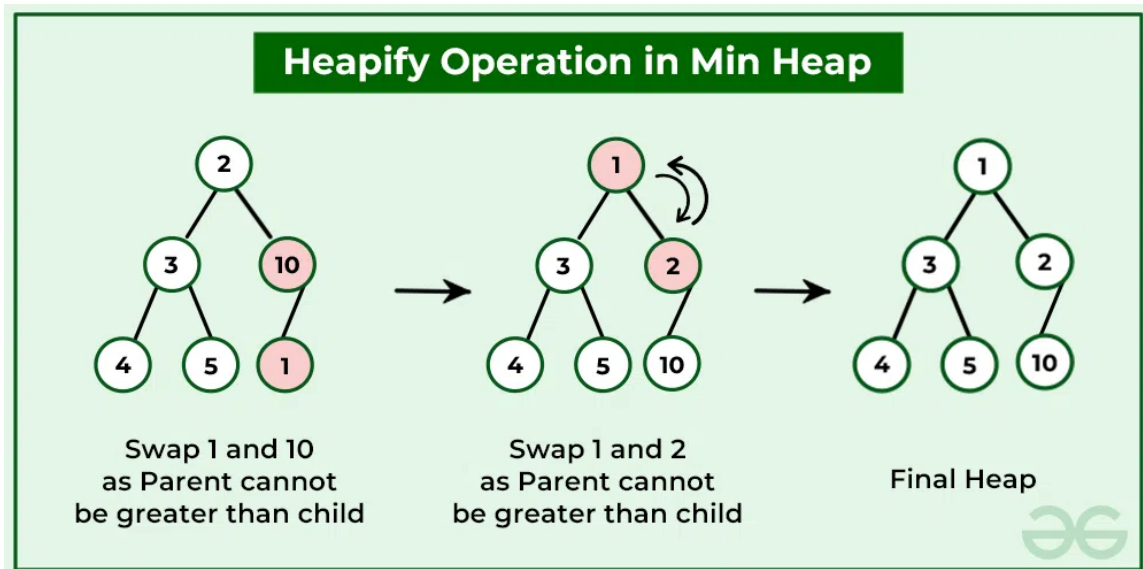 Heapify Operation in Min Heap
2
3
10
4
5
1
1
3
2
4
5
10
1
3
2
4
5
10
Swap 1 and 10
as Parent cannot
be greater than child
Swap 1 and 2
as Parent cannot
be greater than child
Final Heap